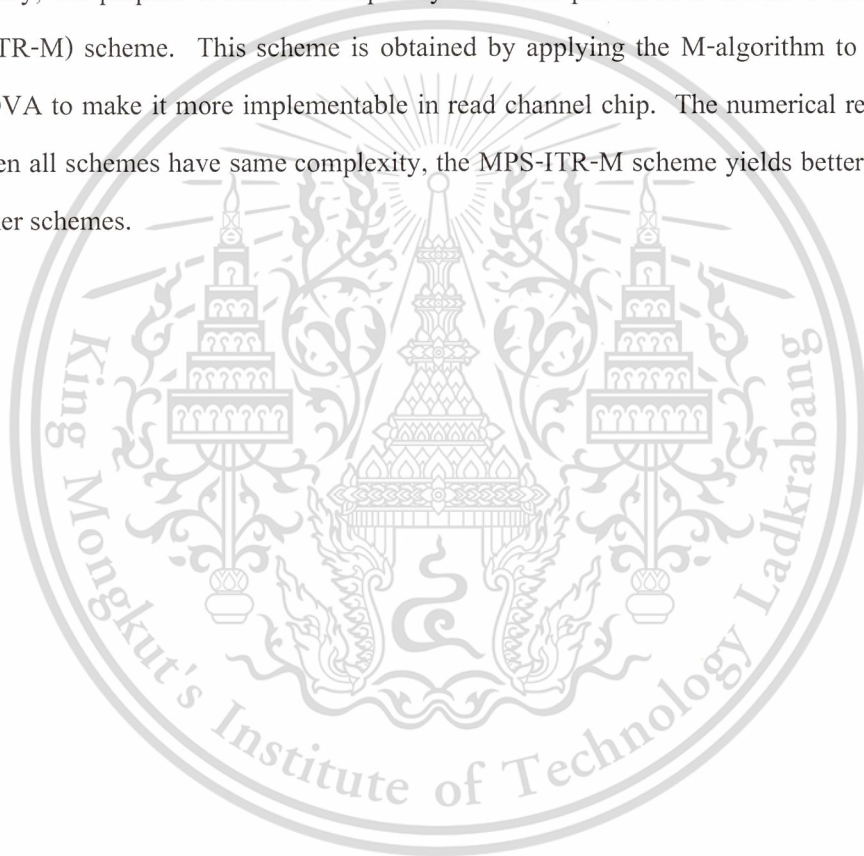 TR-M) scheme. This scheme is obtained by applying the M-algorithm to
OVA to make it more implementable in read channel chip. The numerical re
en all schemes have same complexity, the MPS-ITR-M scheme yields better
er schemes.
King Mongkut's Institute of Technology Ladkrabang